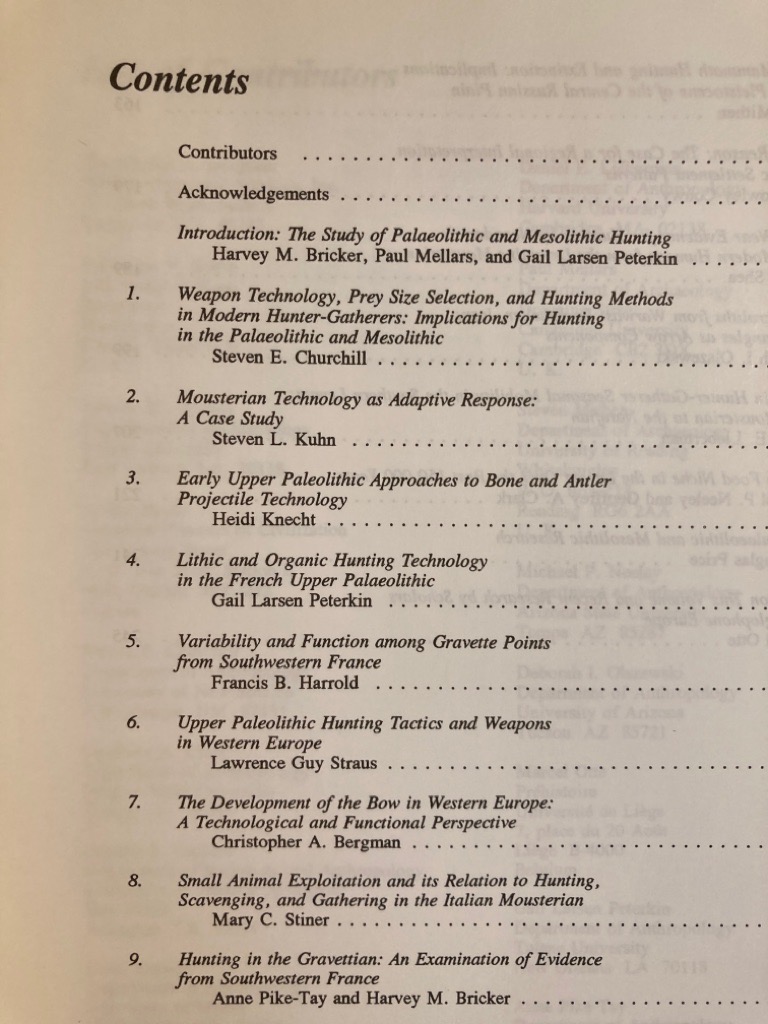 Contents
Contributors ........................................
Acknowledgements ........................................
Introduction: The Study of Palaeolithic and Mesolithic Hunting
Harvey M. Bricker, Paul Mellars, and Gail Larsen Peterkin ......
1. Weapon Technology, Prey Size Selection, and Hunting Methods
in Modern Hunter-Gatherers: Implications for Hunting
in the Palaeolithic and Mesolithic
Steven E. Churchill ........................................
2. Mousterian Technology as Adaptive Response:
A Case Study
Steven L. Kuhn ........................................
3. Early Upper Paleolithic Approaches to Bone and Antler
Projectile Technology
Heidi Knecht ........................................
4. Lithic and Organic Hunting Technology
in the French Upper Palaeolithic
Gail Larsen Peterkin ........................................
5. Variability and Function among Gravette Points
from Southwestern France
Francis B. Harrold ........................................
6. Upper Paleolithic Hunting Tactics and Weapons
in Western Europe
Lawrence Guy Straus ........................................
7. The Development of the Bow in Western Europe:
A Technological and Functional Perspective
Christopher A. Bergman ........................................
8. Small Animal Exploitation and its Relation to Hunting,
Scavenging, and Gathering in the Italian Mousterian
Mary C. Stiner ........................................
9. Hunting in the Gravettian: An Examination of Evidence
from Southwestern France
Anne Pike-Tay and Harvey M. Bricker ....................